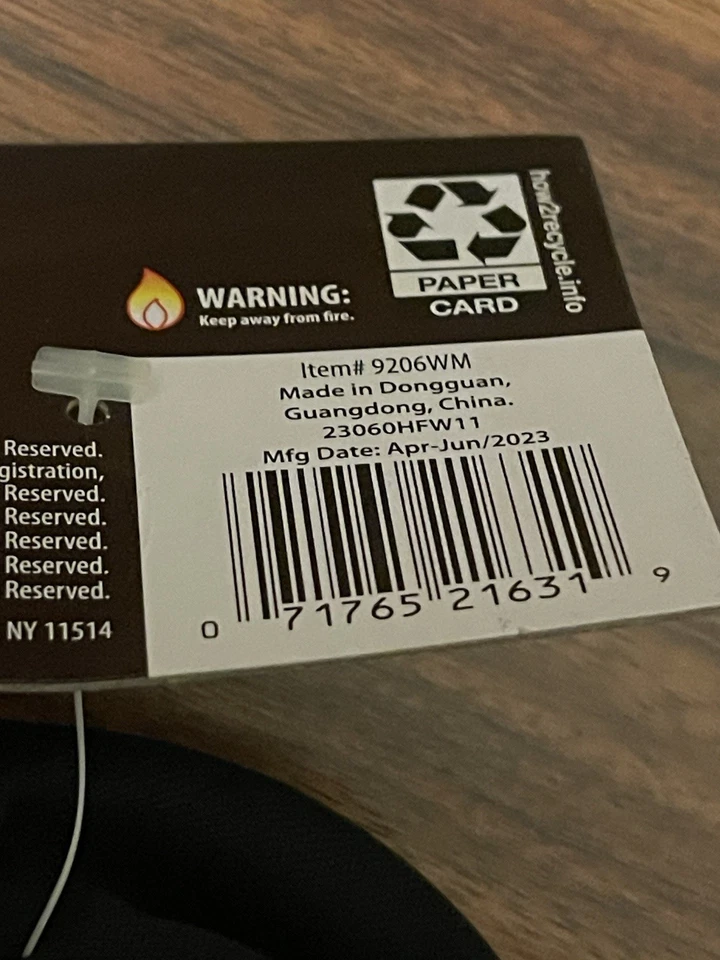 how2recycle.info
PAPER
CARD
WARNING:
Keep away from fire.
Item# 9206WM
Made in Dongguan,
Guangdong, China.
23060HFW11
Mfg Date: Apr-Jun/2023
0 71765 21631 9
Reserved.
gistration,
Reserved.
Reserved.
Reserved.
Reserved.
Reserved.
NY 11514